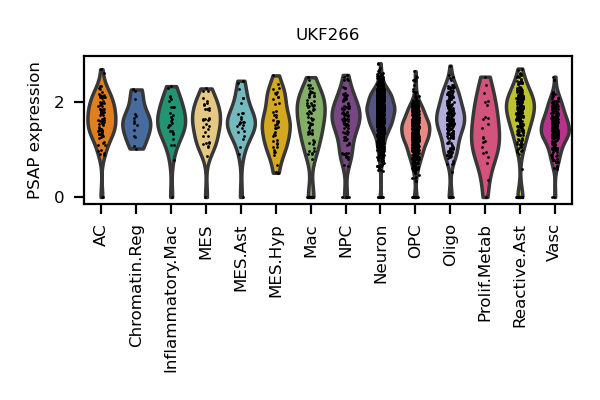 UKF266
PSAP expression
2
0
AC
Chromatin.Reg
Inflammatory.Mac
MES
MES.Ast
MES.Hyp
Mac
NPC
Neuron
OPC
Oligo
Prolif.Metab
Reactive.Ast
Vasc